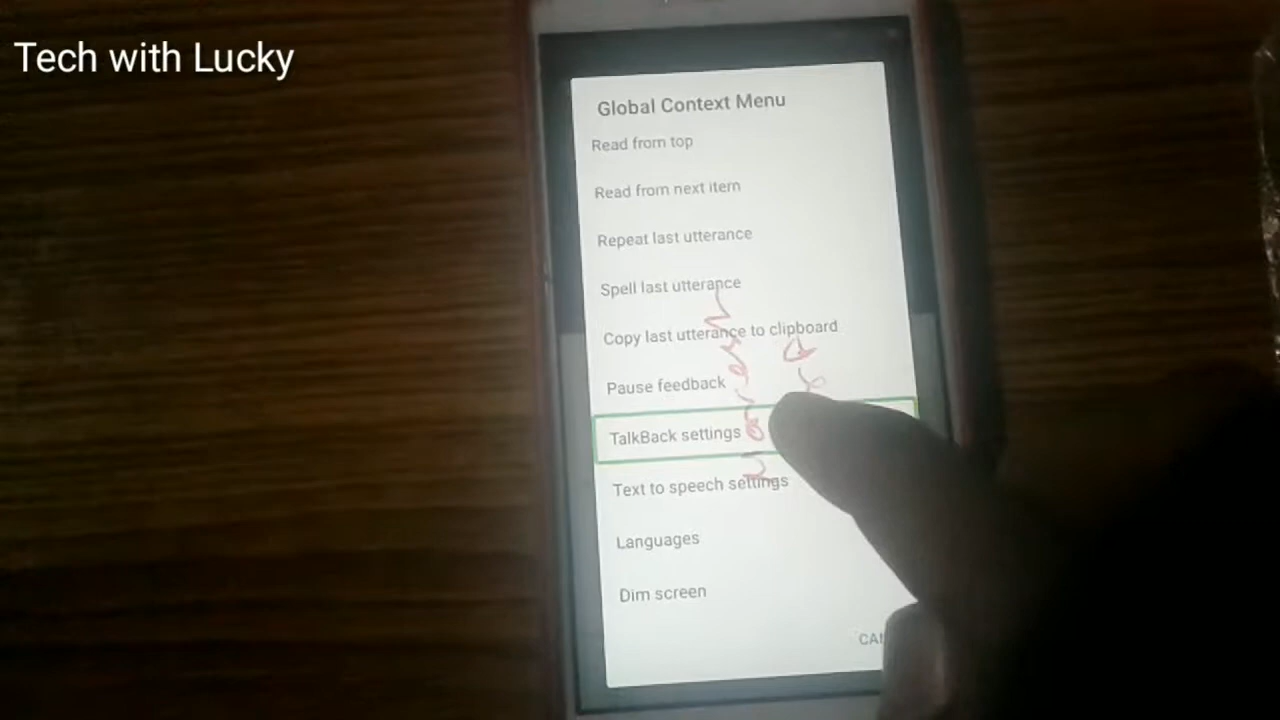 Tech with Lucky
Global Context Menu
Read from top
Read from next item
Repeat last utterance
Spell last utterance
Copy last utterance to clipboard
Pause feedback
TalkBack settings
Text to speech settings
Languages
Dim screen